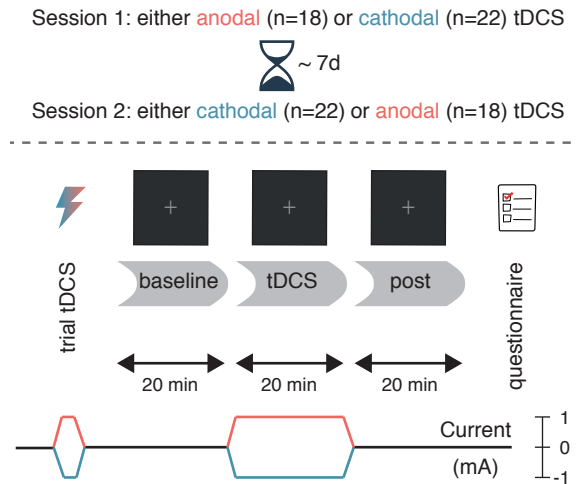 Session 1: either anodal (n=18) or cathodal (n=22) tDCS
~ 7d
Session 2: either cathodal (n=22) or anodal (n=18) tDCS
trial tDCS
baseline
tDCS
post
questionnaire
20 min
20 min
20 min
Current
(mA)
1
0
-1